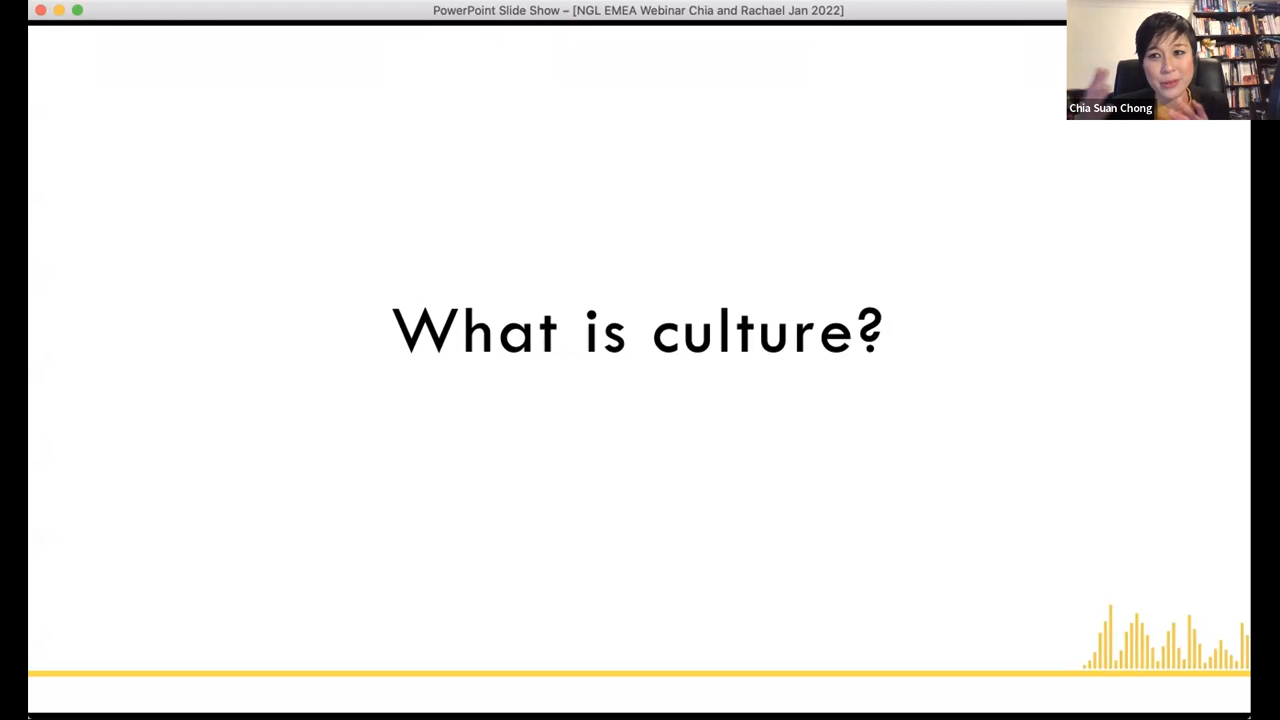 PowerPoint Slide Show – [NGL EMEA Webinar Chia and Rachael Jan 2022]
Chia Suan Chong
What is culture?